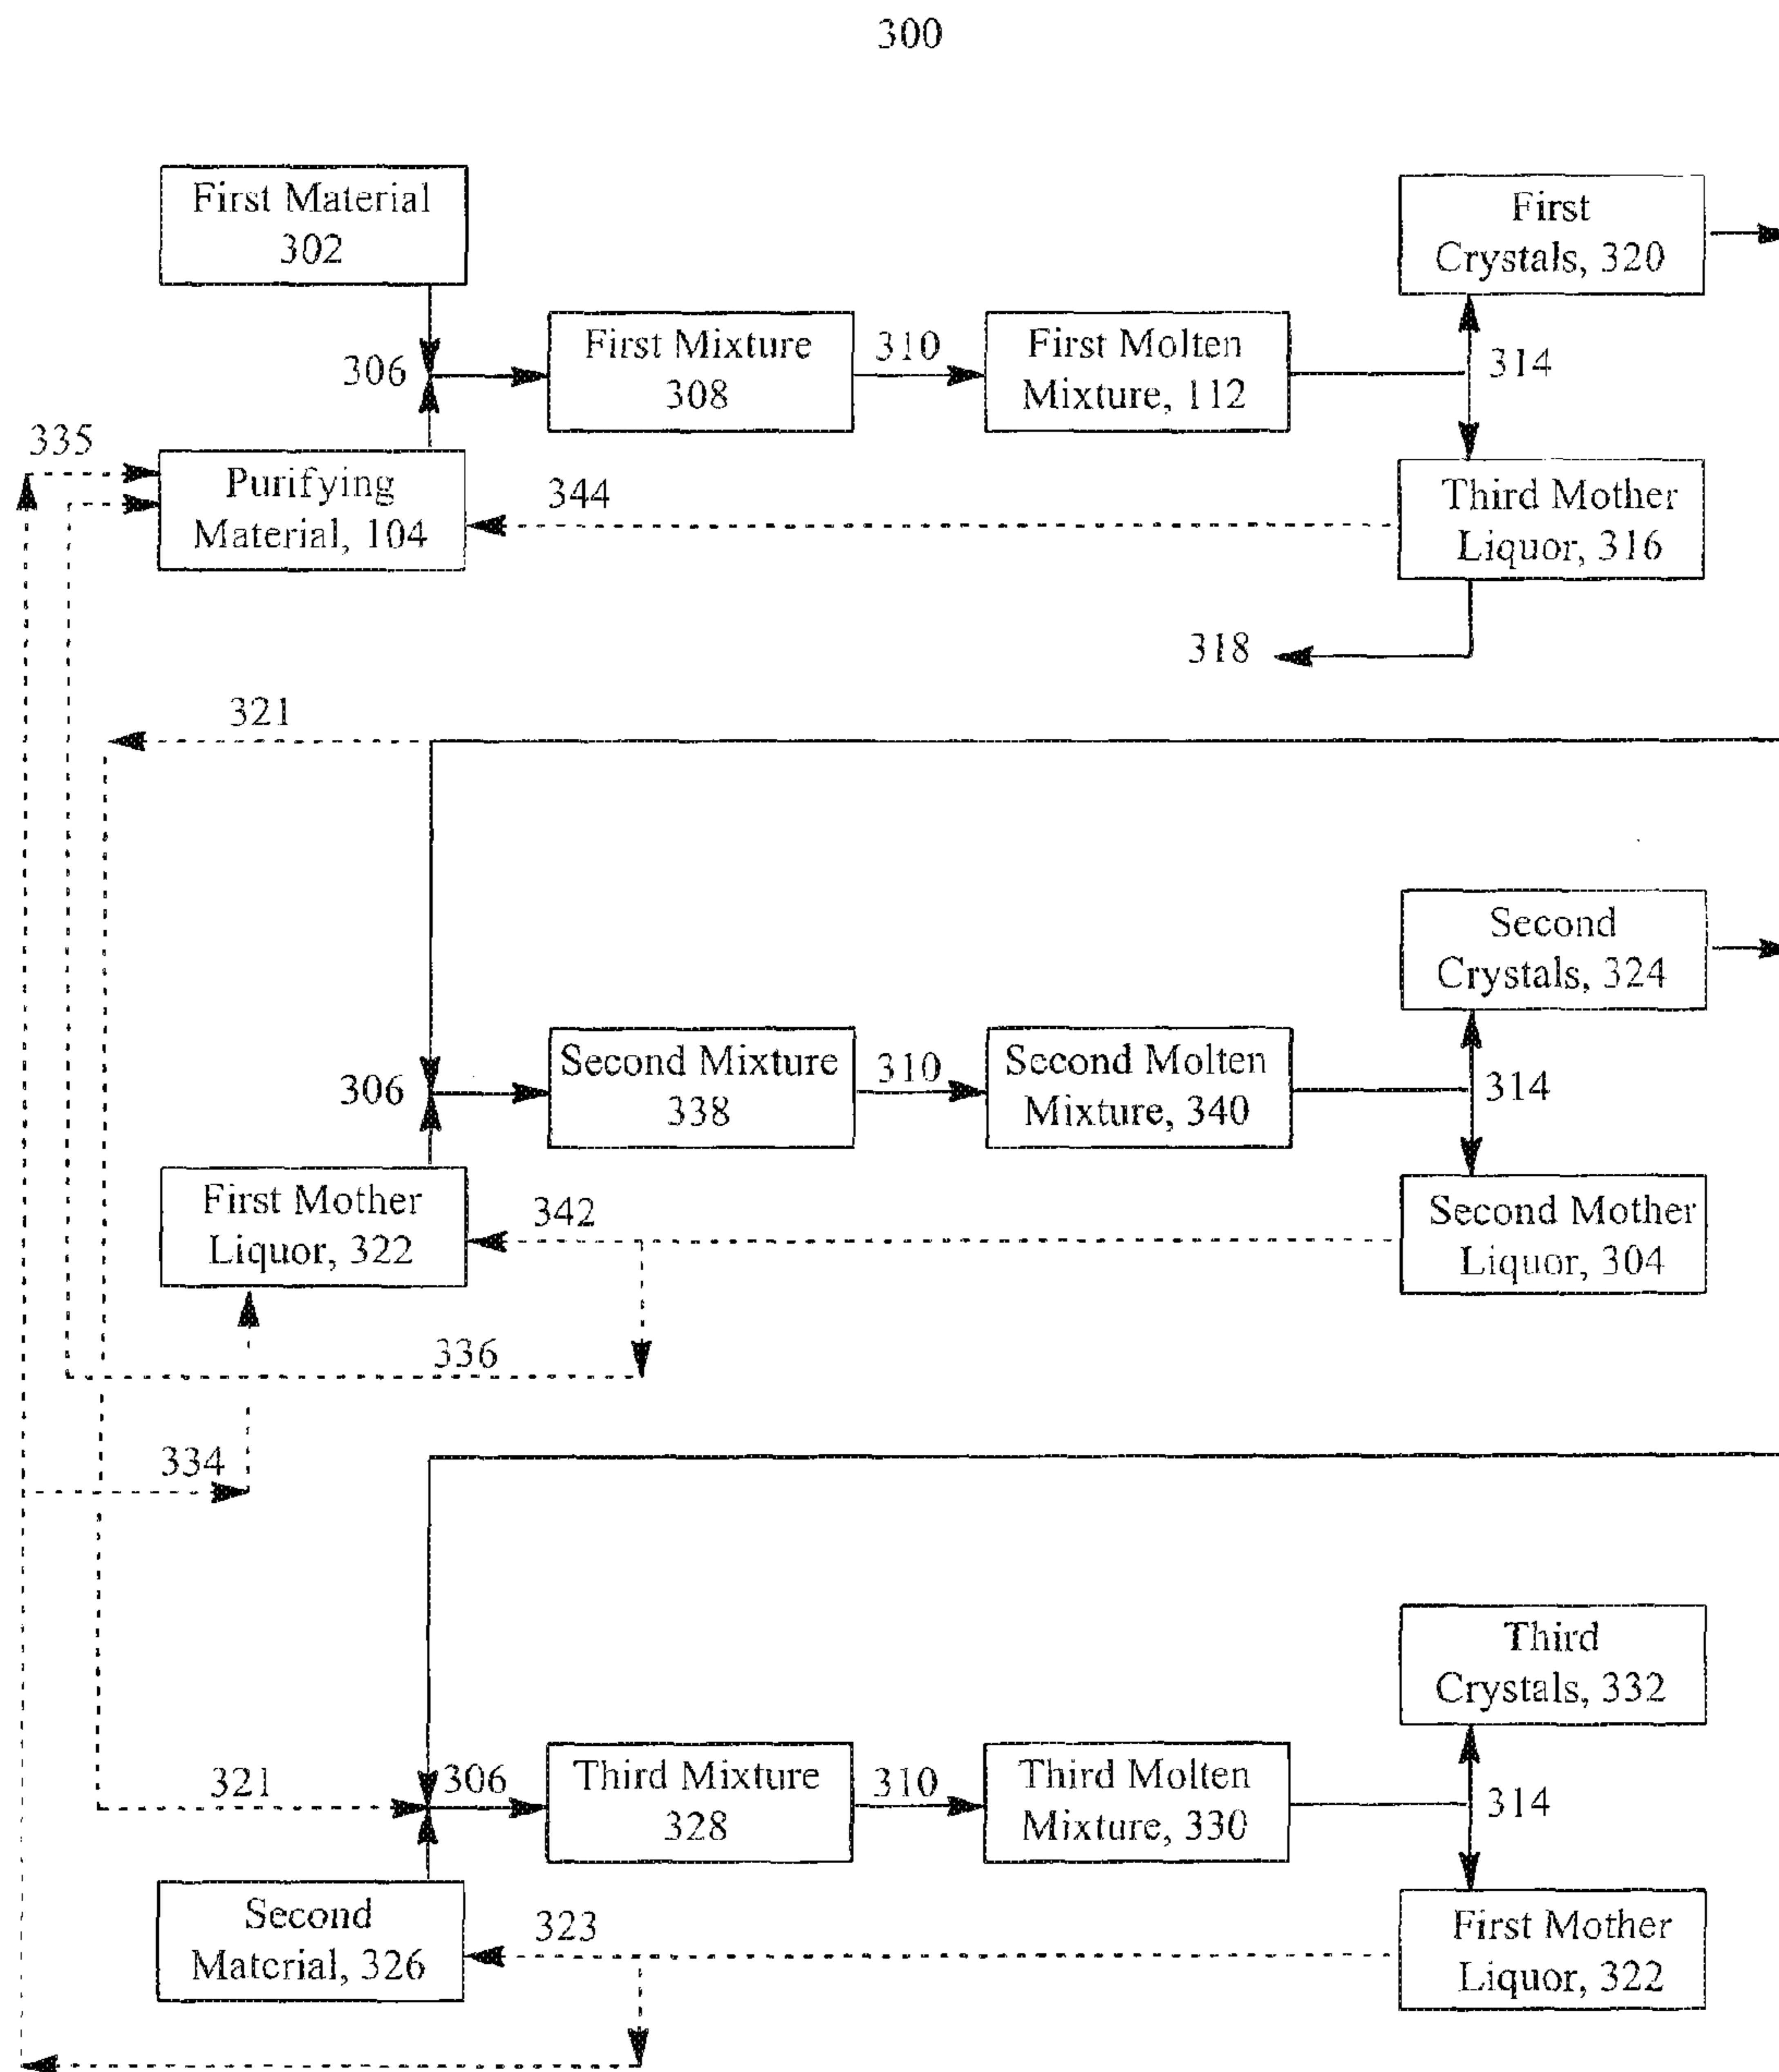 300
First Material
302
First
Crystals, 320
306
First Mixture
308
310
First Molten
Mixture, 112
314
335
Purifying
Material, 104
344
Third Mother
Liquor, 316
318
321
Second
Crystals, 324
306
Second Mixture
338
310
Second Molten
Mixture, 340
314
First Mother
Liquor, 322
342
Second Mother
Liquor, 304
336
334
Third
Crystals, 332
321
306
Third Mixture
328
310
Third Molten
Mixture, 330
314
Second
Material, 326
323
First Mother
Liquor, 322